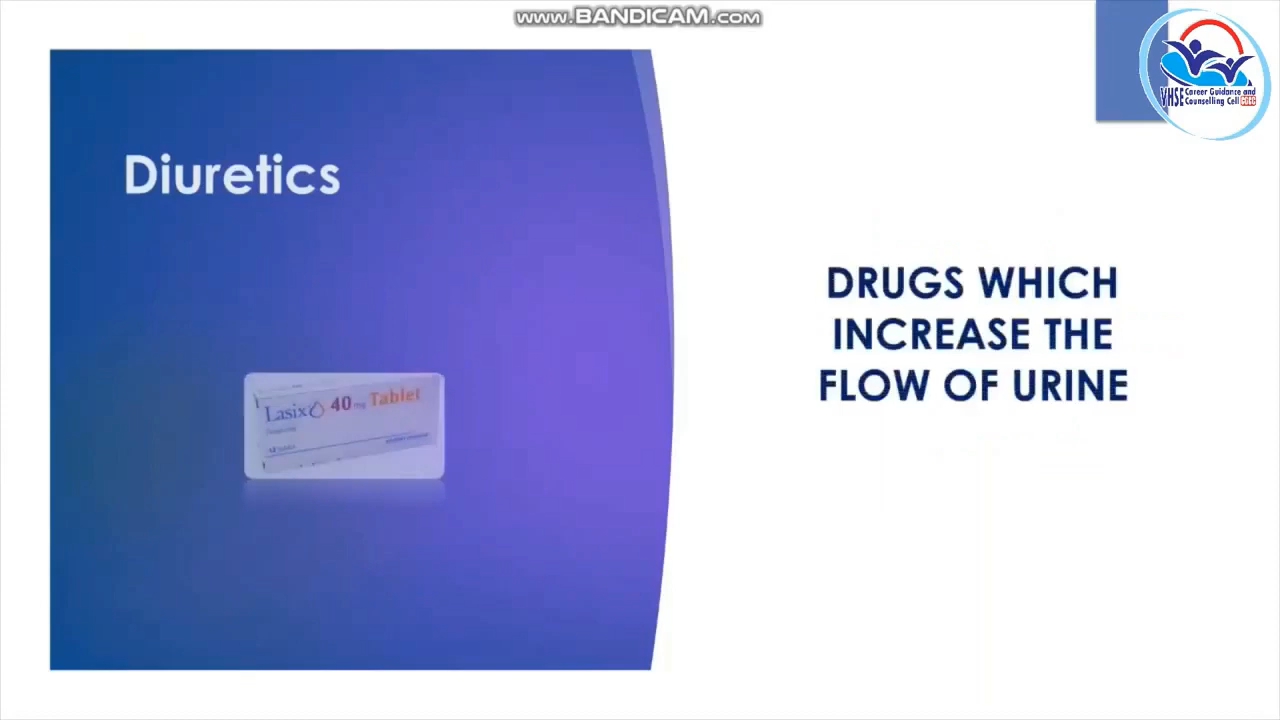 www.BANDICAM.com
VHSE Career Guidance and
Counselling Cell
Diuretics
DRUGS WHICH
INCREASE THE
FLOW OF URINE
Lasix 40 mg Tablet